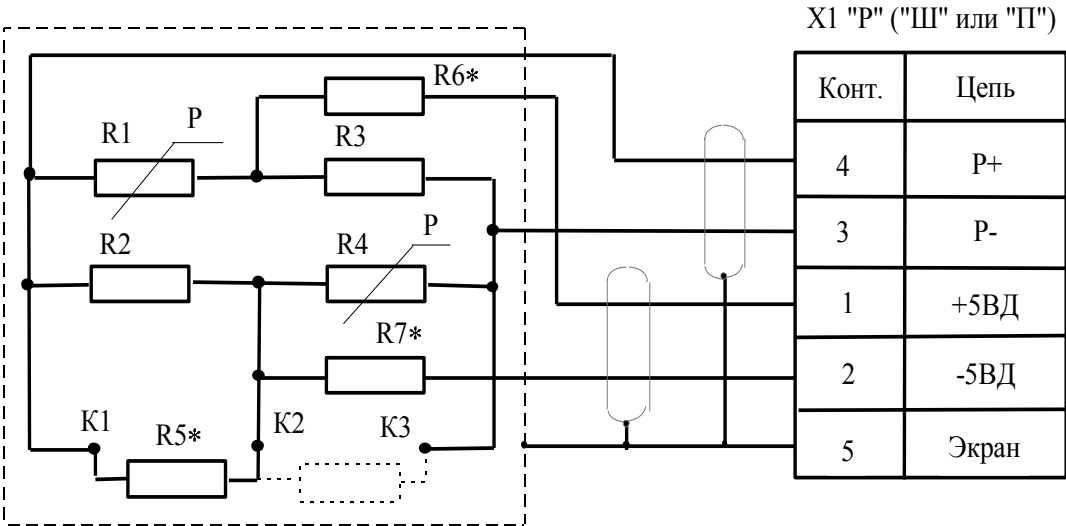 X1 "Р" ("Ш" или "П")
Конт. Цепь
4 Р+
3 Р-
1 +5ВД
2 -5ВД
5 Экран
R6*
R1 Р R3
R2 R4 Р
R7*
К1 R5* К2 К3